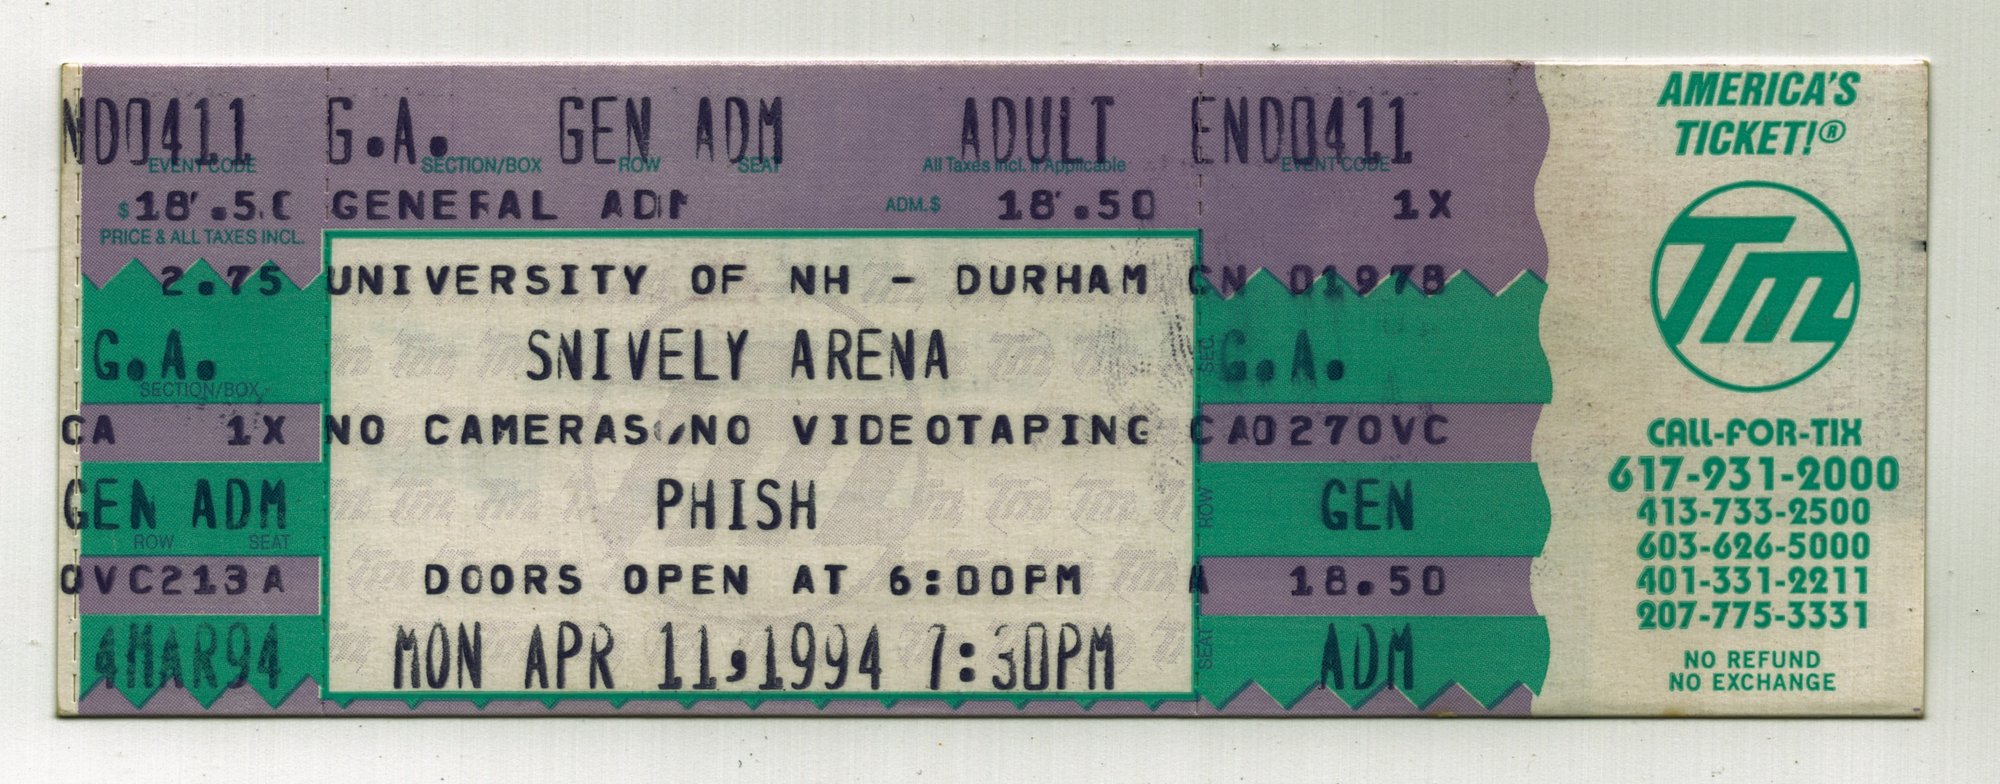 ND0411 G.A. GEN ADM ADULT END0411
EVENT CODE SECTION/BOX ROW SEAT All Taxes Incl. If Applicable EVENT CODE
$ 18.50 GENERAL ADM ADM.$ 18.50 1X
PRICE & ALL TAXES INCL.
2.75 UNIVERSITY OF NH - DURHAM CN 01978
G.A. SNIVELY ARENA SEC. G.A.
SECTION/BOX
CA 1X NO CAMERAS, NO VIDEOTAPING CA0270VC
GEN ADM PHISH ROW GEN
ROW SEAT
0VC213A DOORS OPEN AT 6:00PM A 18.50
4MAR94 MON APR 11,1994 7:30PM SEAT ADM
AMERICA'S
TICKET!®
TM
CALL-FOR-TIX
617-931-2000
413-733-2500
603-626-5000
401-331-2211
207-775-3331
NO REFUND
NO EXCHANGE